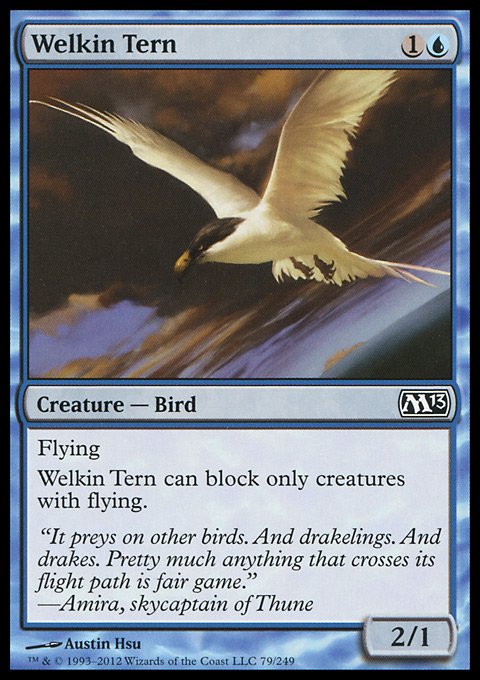 Welkin Tern
1
Creature — Bird
M13
Flying
Welkin Tern can block only creatures
with flying.
“It preys on other birds. And drakelings. And
drakes. Pretty much anything that crosses its
flight path is fair game.”
—Amira, skycaptain of Thune
2/1
Austin Hsu
™ & © 1993–2012 Wizards of the Coast LLC 79/249